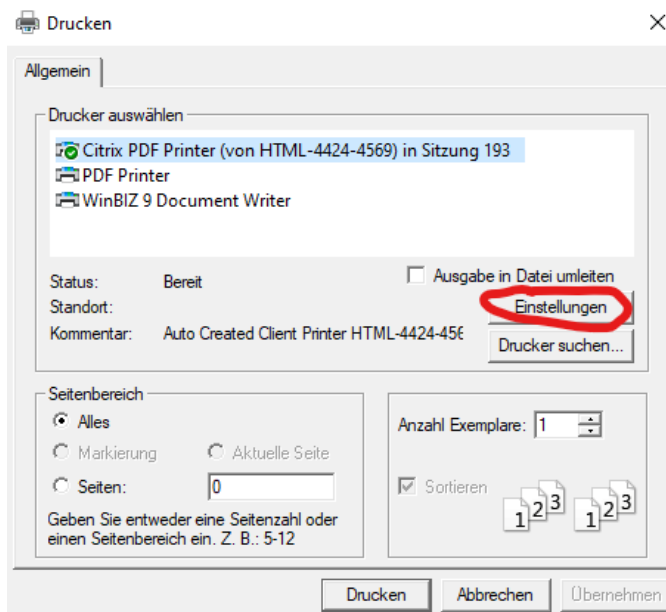 Drucken
Allgemein
Drucker auswählen
Citrix PDF Printer (von HTML-4424-4569) in Sitzung 193
PDF Printer
WinBIZ 9 Document Writer
Status: Bereit
Ausgabe in Datei umleiten
Standort:
Einstellungen
Kommentar: Auto Created Client Printer HTML-4424-456
Drucker suchen...
Seitenbereich
Alles
Markierung Aktuelle Seite
Seiten: 0
Geben Sie entweder eine Seitenzahl oder
einen Seitenbereich ein. Z. B.: 5-12
Anzahl Exemplare: 1
Sortieren
1 2 3 1 2 3
Drucken Abbrechen Übernehmen